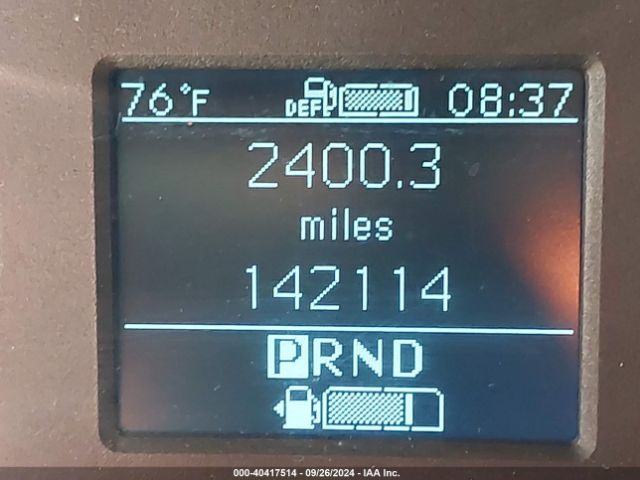 76°F DEF 08:37
2400.3
miles
142114
PRND
000-40417514 - 09/26/2024 - IAA Inc.